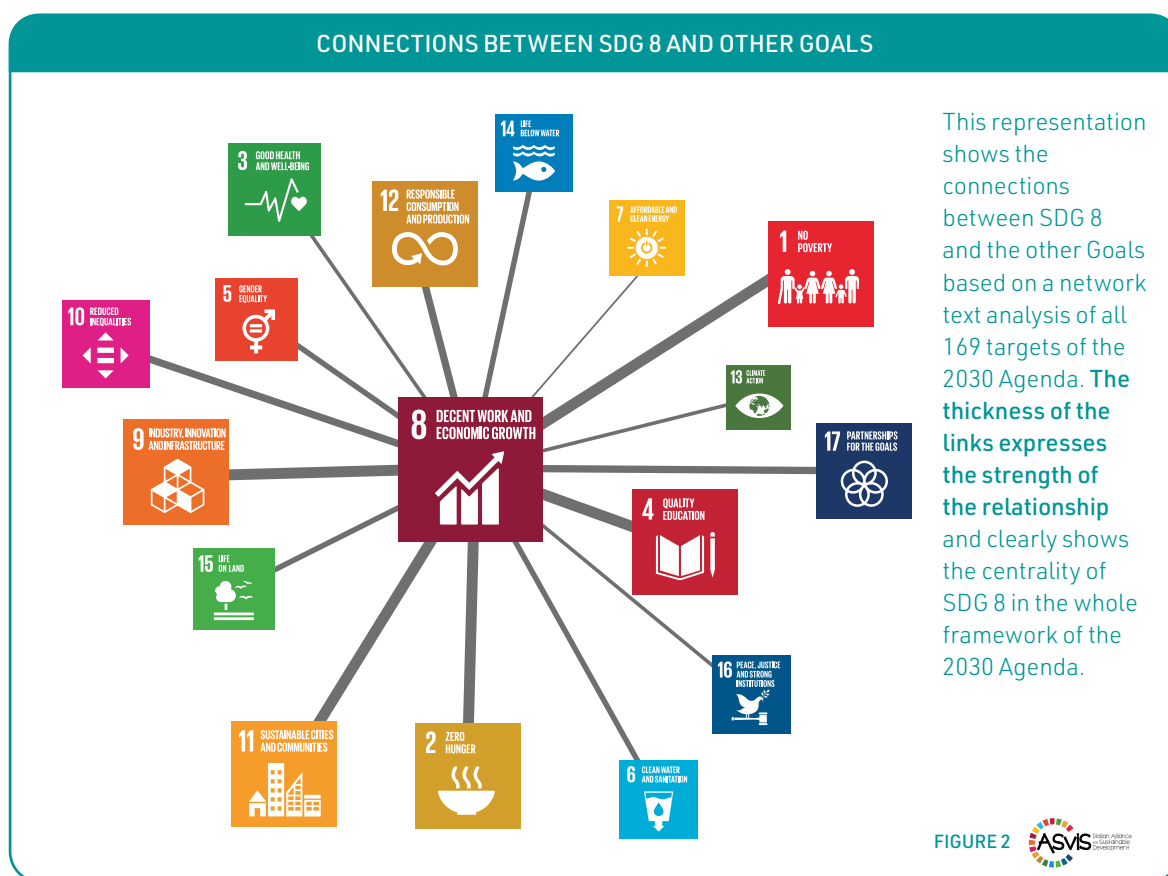 CONNECTIONS BETWEEN SDG 8 AND OTHER GOALS
14 LIFE
BELOW WATER
3 GOOD HEALTH
AND WELL-BEING
12 RESPONSIBLE
CONSUMPTION
AND PRODUCTION
7 AFFORDABLE AND
CLEAN ENERGY
1 NO
POVERTY
5 GENDER
EQUALITY
10 REDUCED
INEQUALITIES
13 CLIMATE
ACTION
8 DECENT WORK AND
ECONOMIC GROWTH
9 INDUSTRY, INNOVATION
AND INFRASTRUCTURE
17 PARTNERSHIPS
FOR THE GOALS
4 QUALITY
EDUCATION
15 LIFE
ON LAND
16 PEACE, JUSTICE
AND STRONG
INSTITUTIONS
11 SUSTAINABLE CITIES
AND COMMUNITIES
2 ZERO
HUNGER
6 CLEAN WATER
AND SANITATION
This representation
shows the
connections
between SDG 8
and the other Goals
based on a network
text analysis of all
169 targets of the
2030 Agenda. The
thickness of the
links expresses
the strength of
the relationship
and clearly shows
the centrality of
SDG 8 in the whole
framework of the
2030 Agenda.
FIGURE 2
ASviS
Italian Alliance
for Sustainable
Development